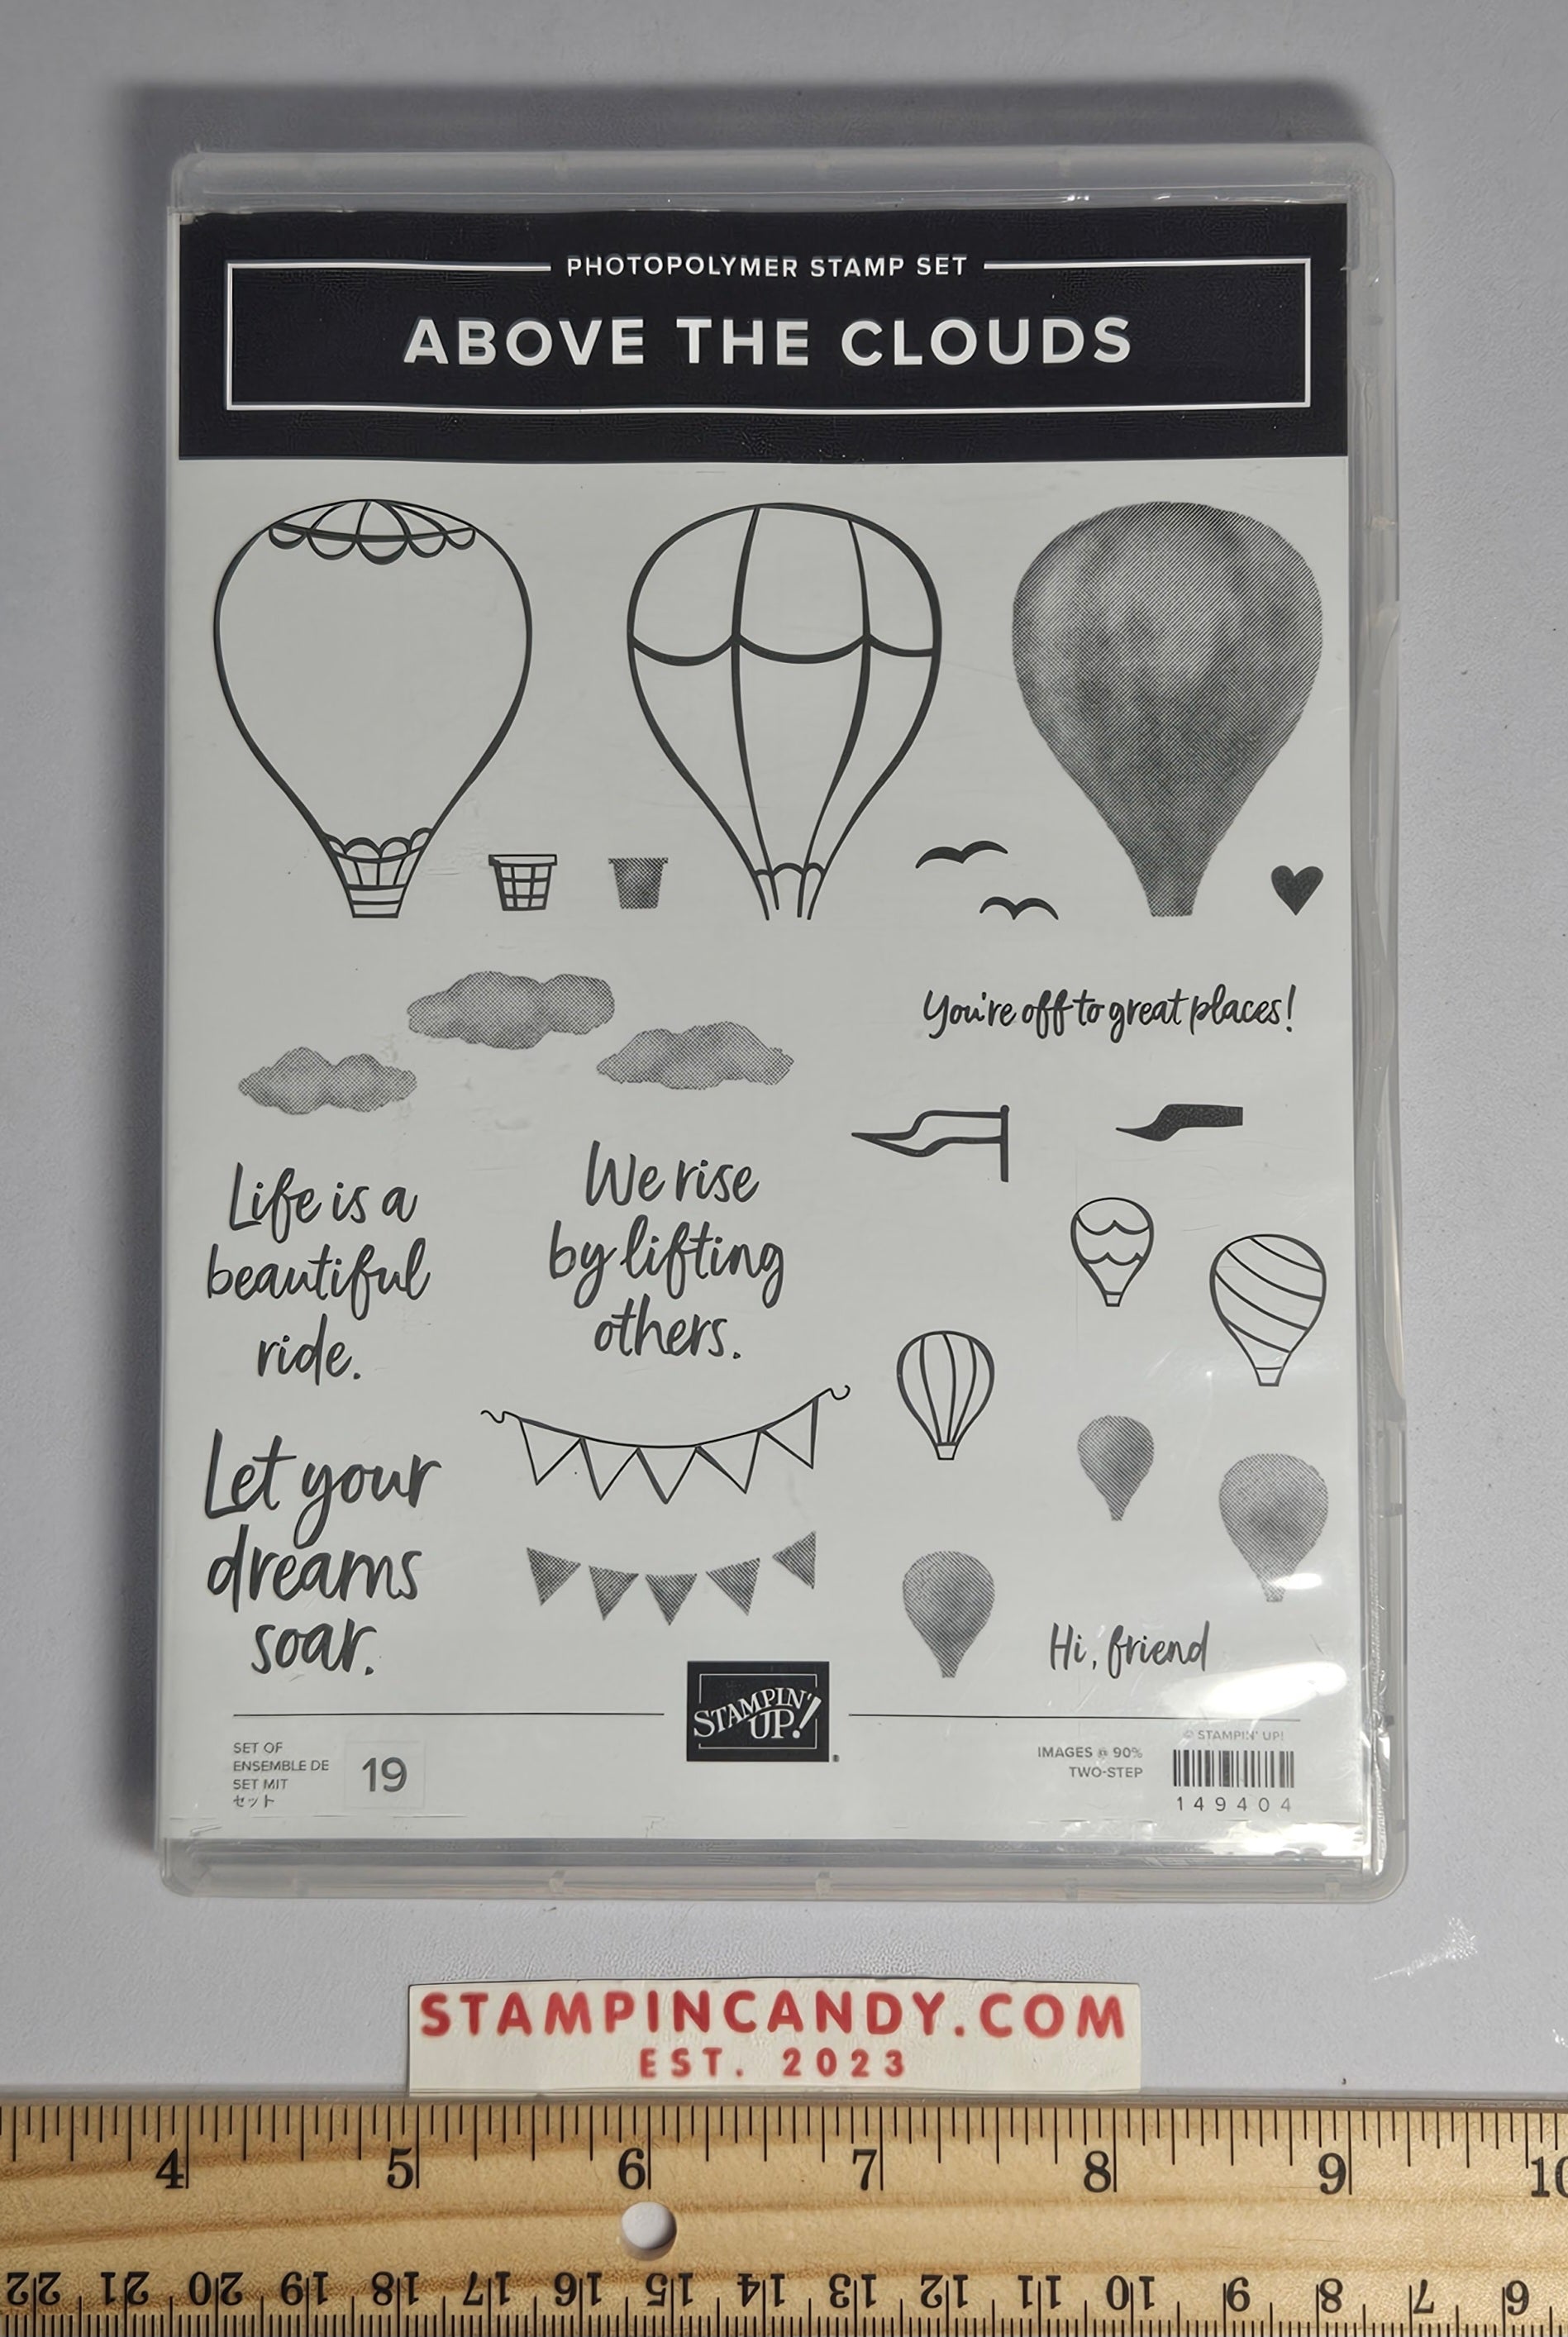 PHOTOPOLYMER STAMP SET
ABOVE THE CLOUDS
You're off to great places!
Life is a
beautiful
ride.
We rise
by lifting
others.
Let your
dreams
soar.
Hi, friend
STAMPIN'
UP!
SET OF
ENSEMBLE DE
SET MIT
セット
19
IMAGES @ 90%
TWO-STEP
© STAMPIN' UP!
149404
STAMPINCANDY.COM
EST. 2023
4 5 6 7 8 9 10
22 21 20 19 18 17 16 15 14 13 12 11 10 9 8 7 6